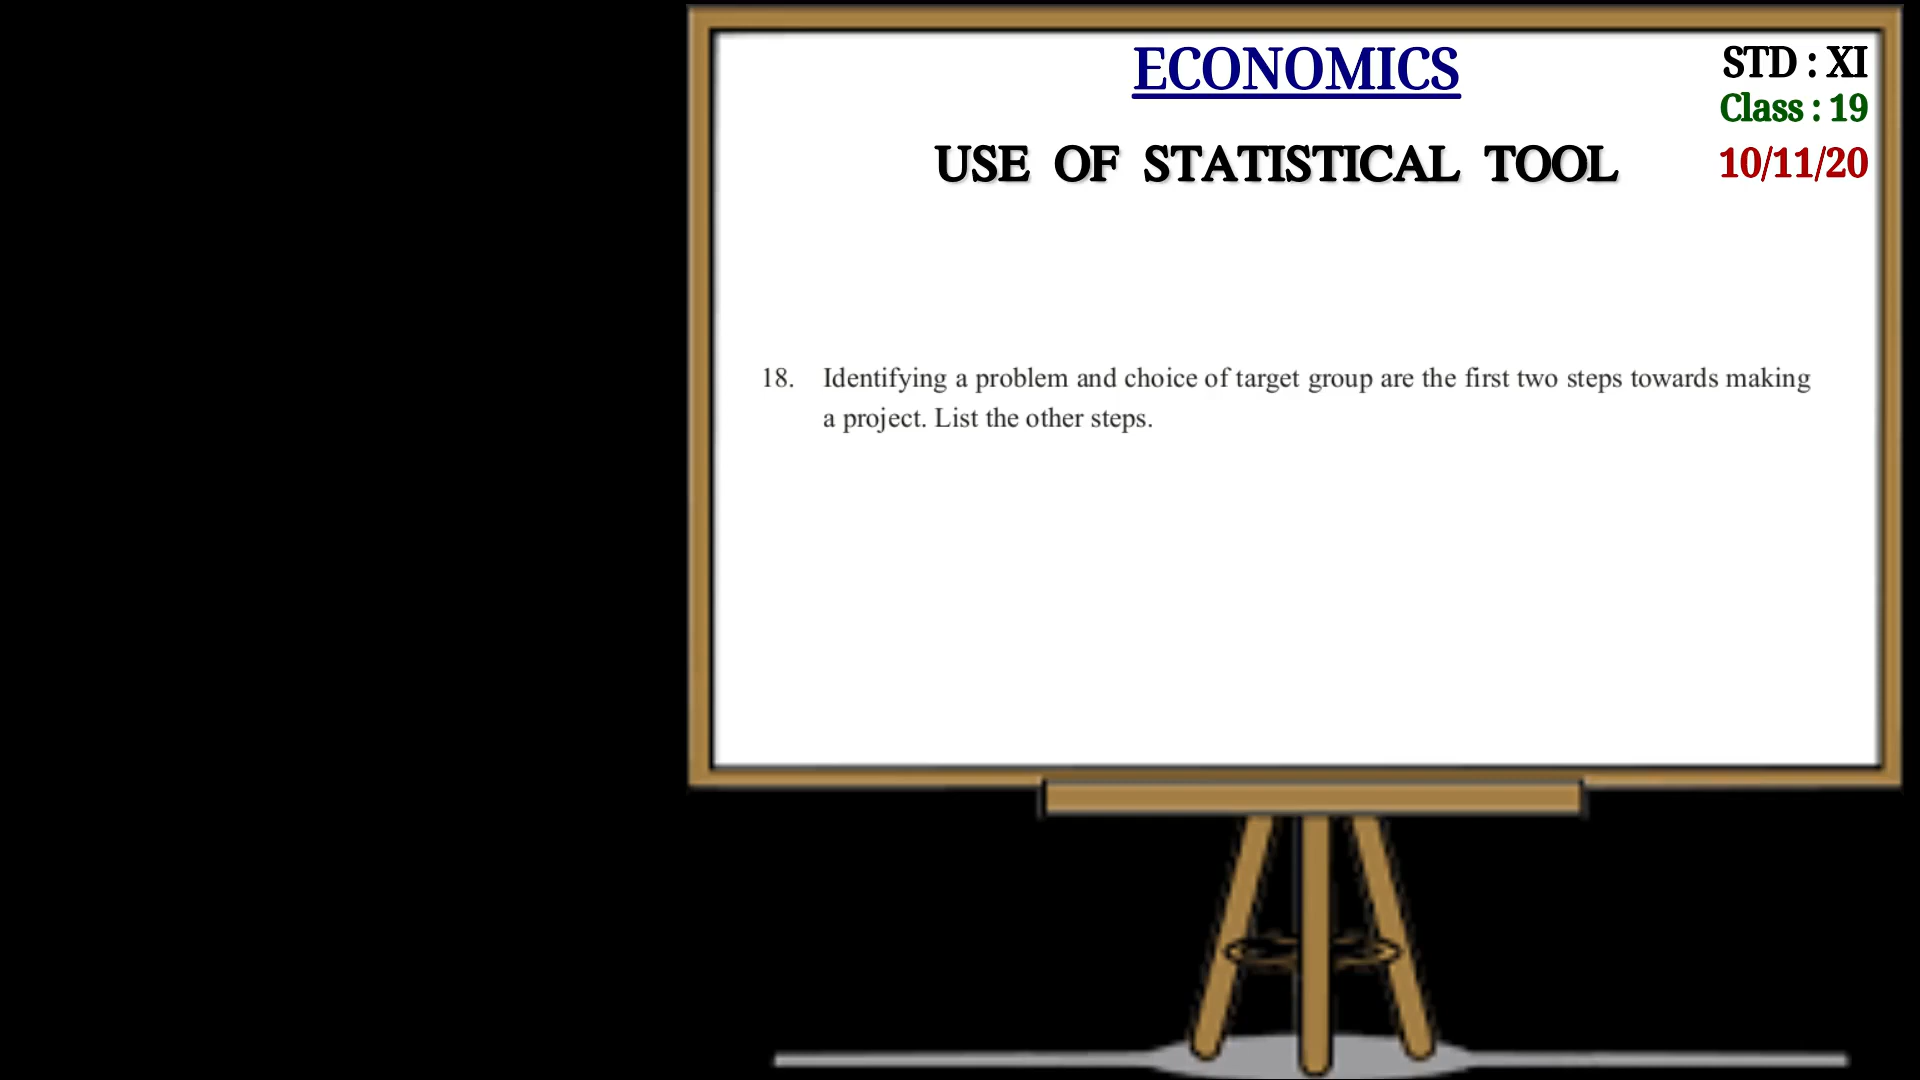 ECONOMICS
STD : XI
Class : 19
USE OF STATISTICAL TOOL
10/11/20
18. Identifying a problem and choice of target group are the first two steps towards making
a project. List the other steps.